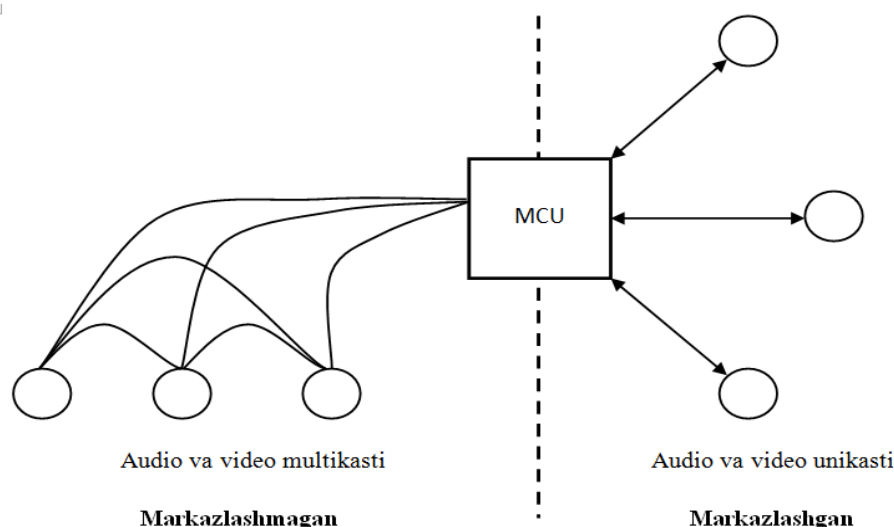 MCU
Audio va video multikasti
Audio va video unikasti
Markazlashmagan
Markazlashgan